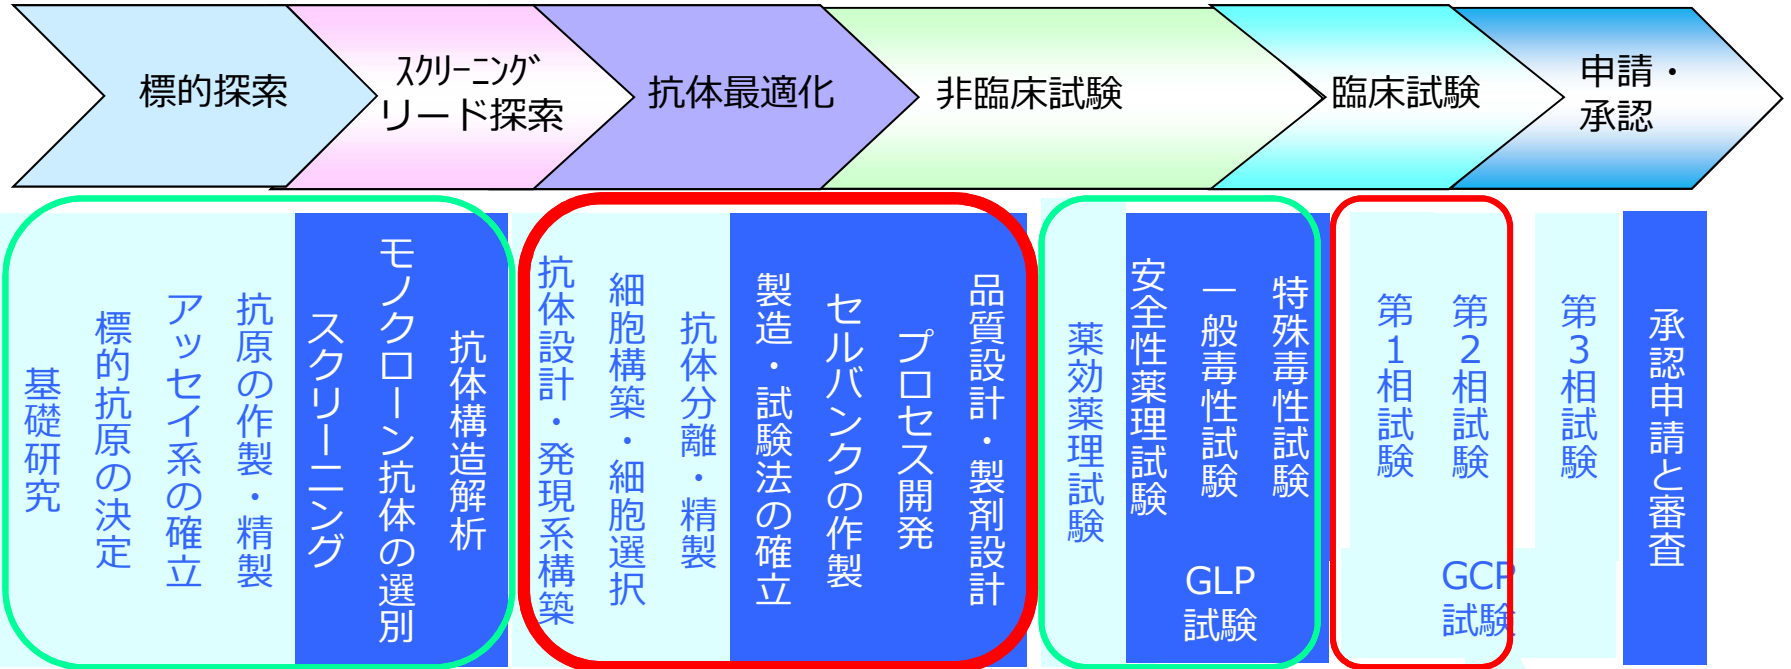 標的探索
ｽｸﾘｰﾆﾝｸﾞ
リード探索
抗体最適化
非臨床試験
臨床試験
申請・
承認
基礎研究
標的抗原の決定
アッセイ系の確立
抗原の作製・精製
スクリーニング
モノクローン抗体の選別
抗体構造解析
抗体設計・発現系構築
細胞構築・細胞選択
抗体分離・精製
製造・試験法の確立
セルバンクの作製
プロセス開発
品質設計・製剤設計
薬効薬理試験
安全性薬理試験
一般毒性試験
特殊毒性試験
GLP
試験
第1相試験
第2相試験
第3相試験
GCP
試験
承認申請と審査